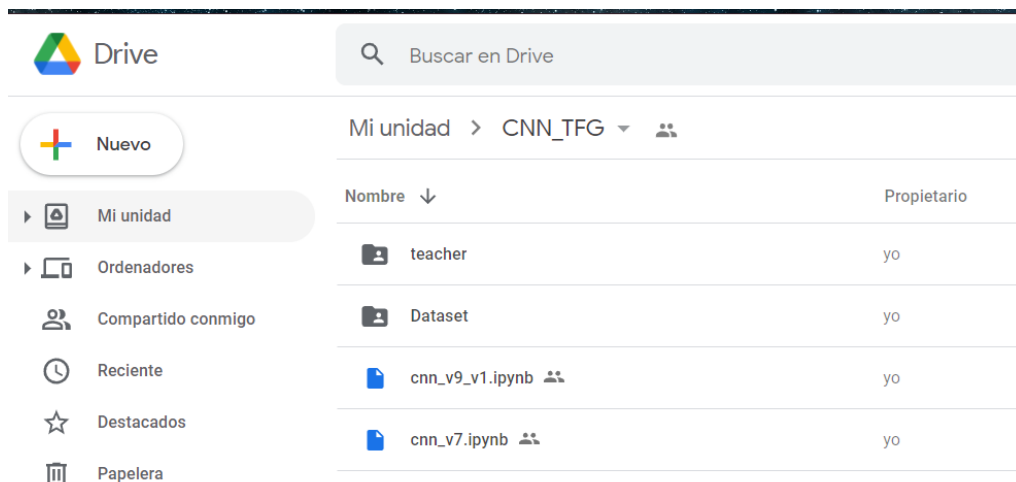 Drive
Buscar en Drive
Nuevo
Mi unidad > CNN_TFG
Mi unidad
Ordenadores
Compartido conmigo
Reciente
Destacados
Papelera
Nombre Propietario
teacher yo
Dataset yo
cnn_v9_v1.ipynb yo
cnn_v7.ipynb yo